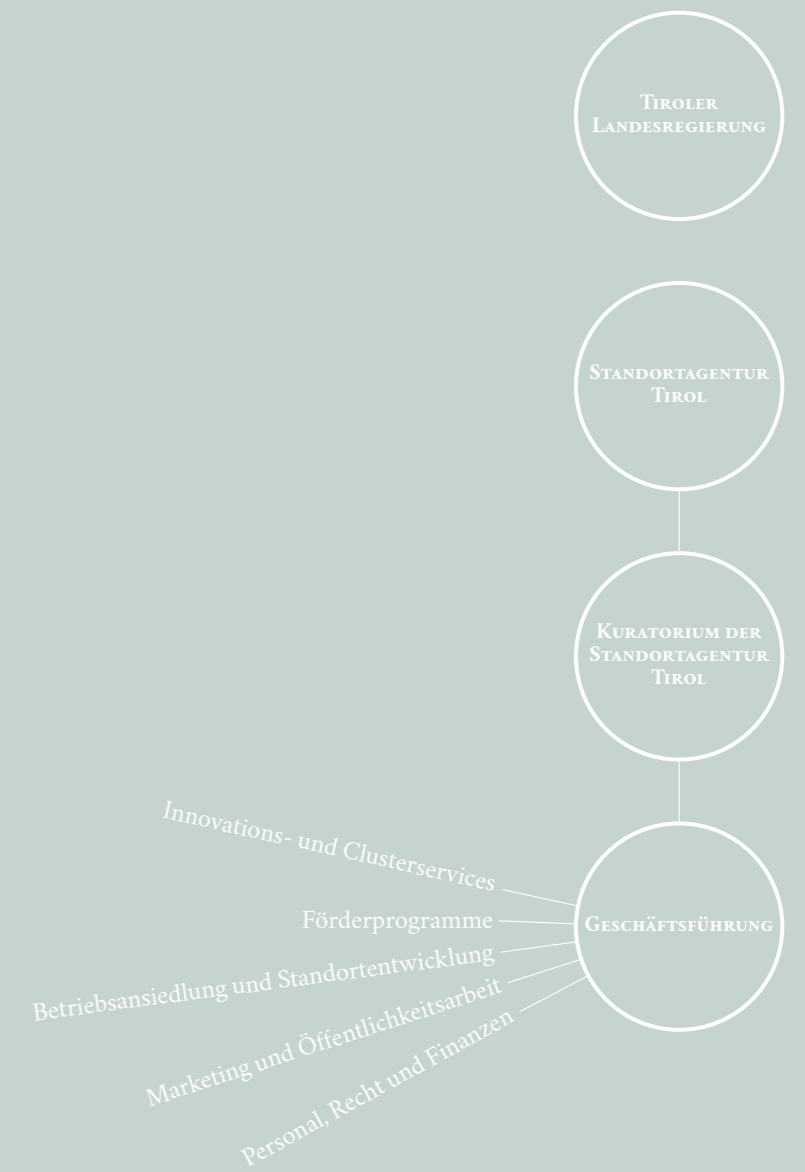 Tiroler
Landesregierung
Standortagentur
Tirol
Kuratorium der
Standortagentur
Tirol
Innovations- und Clusterservices
Förderprogramme
Geschäftsführung
Betriebsansiedlung und Standortentwicklung
Marketing und Öffentlichkeitsarbeit
Personal, Recht und Finanzen